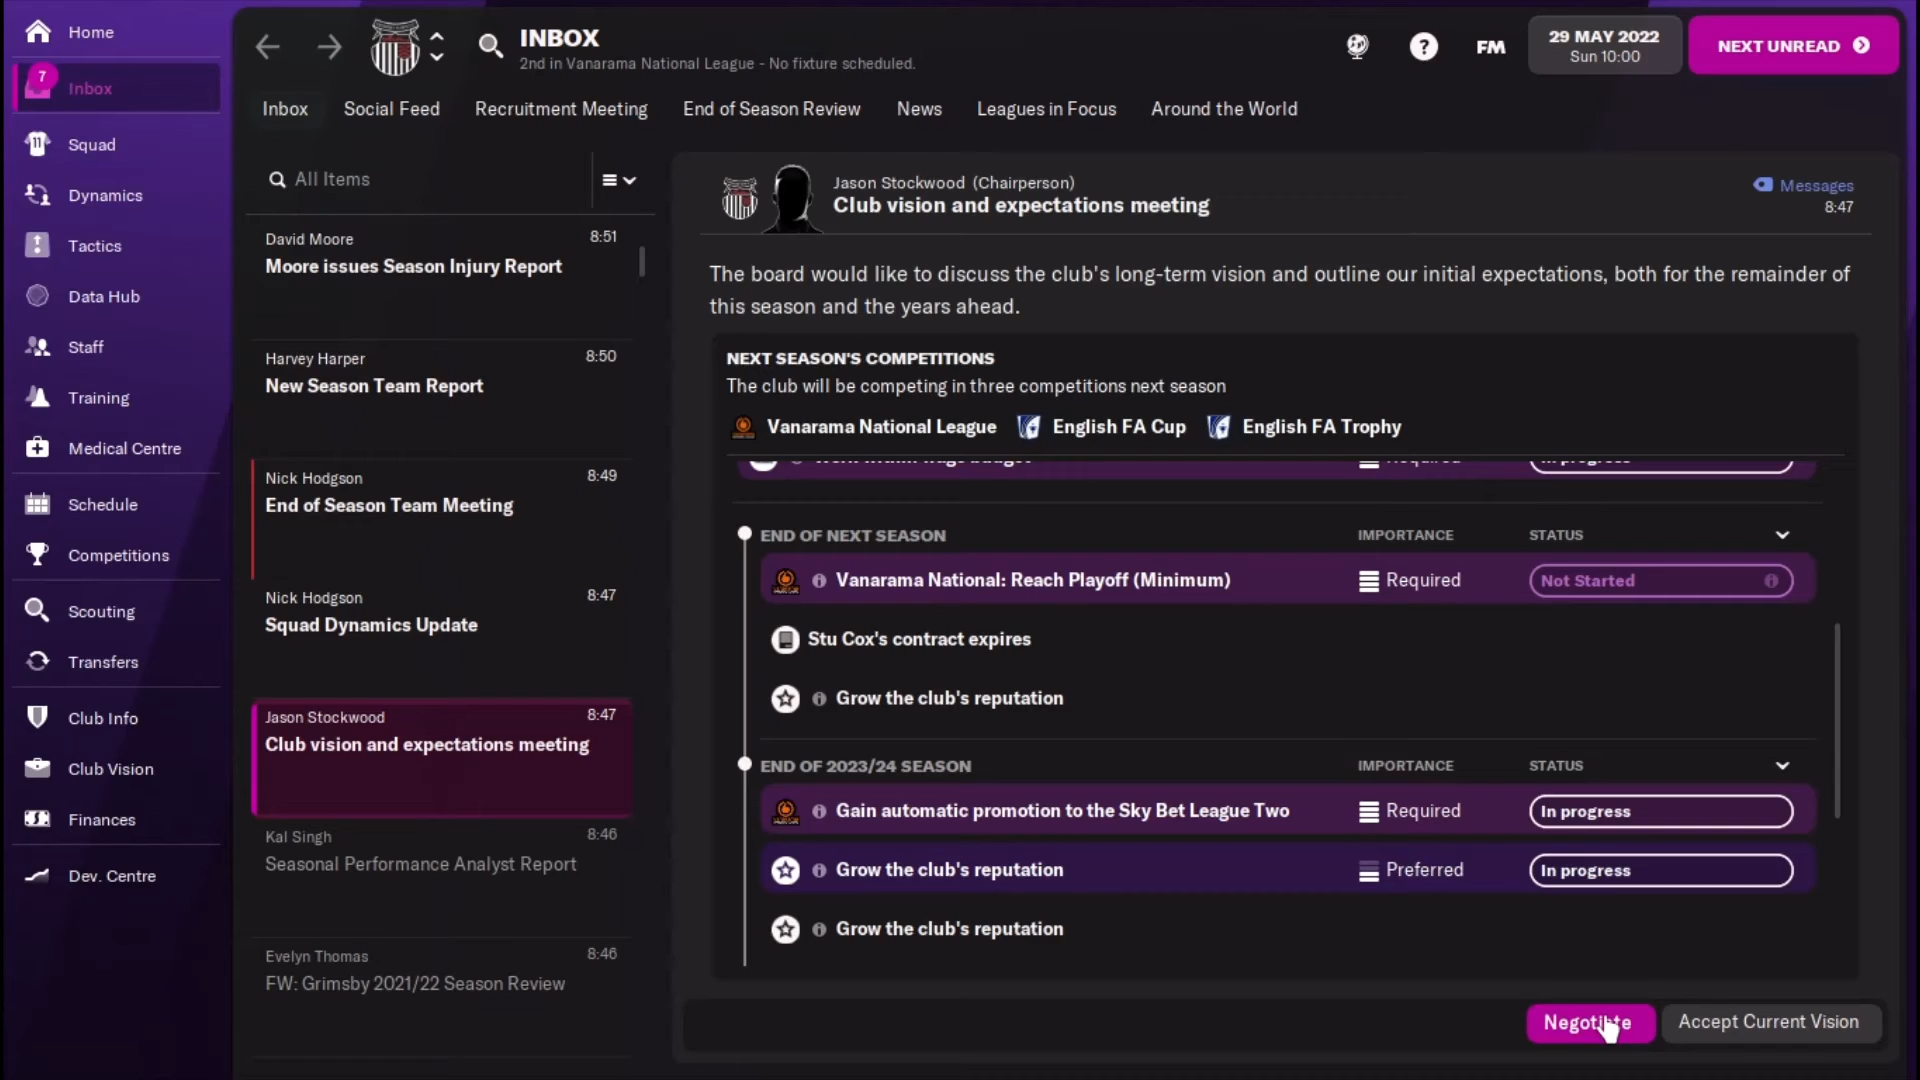 Home
7
Inbox
Squad
Dynamics
Tactics
Data Hub
Staff
Training
Medical Centre
Schedule
Competitions
Scouting
Transfers
Club Info
Club Vision
Finances
Dev. Centre
INBOX
2nd in Vanarama National League - No fixture scheduled.
?
FM
29 MAY 2022
Sun 10:00
NEXT UNREAD
Inbox Social Feed Recruitment Meeting End of Season Review News Leagues in Focus Around the World
All Items
David Moore 8:51
Moore issues Season Injury Report
Harvey Harper 8:50
New Season Team Report
Nick Hodgson 8:49
End of Season Team Meeting
Nick Hodgson 8:47
Squad Dynamics Update
Jason Stockwood 8:47
Club vision and expectations meeting
Kal Singh 8:46
Seasonal Performance Analyst Report
Evelyn Thomas 8:46
FW: Grimsby 2021/22 Season Review
Jason Stockwood (Chairperson)
Club vision and expectations meeting
Messages
8:47
The board would like to discuss the club's long-term vision and outline our initial expectations, both for the remainder of
this season and the years ahead.
NEXT SEASON'S COMPETITIONS
The club will be competing in three competitions next season
Vanarama National League English FA Cup English FA Trophy
END OF NEXT SEASON IMPORTANCE STATUS
Vanarama National: Reach Playoff (Minimum) Required Not Started
Stu Cox's contract expires
Grow the club's reputation
END OF 2023/24 SEASON IMPORTANCE STATUS
Gain automatic promotion to the Sky Bet League Two Required In progress
Grow the club's reputation Preferred In progress
Grow the club's reputation
Negotiate Accept Current Vision